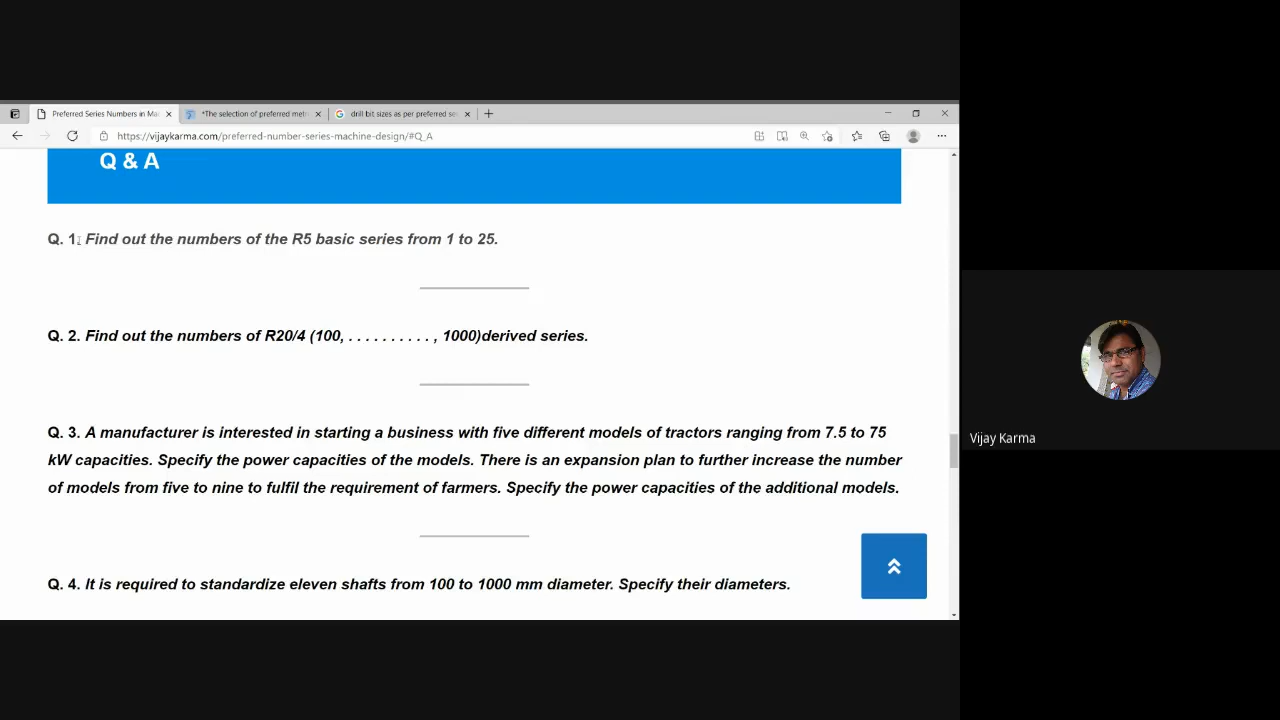 Preferred Series Numbers in Ma
*The selection of preferred metr
drill bit sizes as per preferred se
https://vijaykarma.com/preferred-number-series-machine-design/#Q_A
Q & A
Q. 1. Find out the numbers of the R5 basic series from 1 to 25.
Q. 2. Find out the numbers of R20/4 (100, . . . . . . . . . . , 1000)derived series.
Q. 3. A manufacturer is interested in starting a business with five different models of tractors ranging from 7.5 to 75
kW capacities. Specify the power capacities of the models. There is an expansion plan to further increase the number
of models from five to nine to fulfil the requirement of farmers. Specify the power capacities of the additional models.
Q. 4. It is required to standardize eleven shafts from 100 to 1000 mm diameter. Specify their diameters.
Vijay Karma